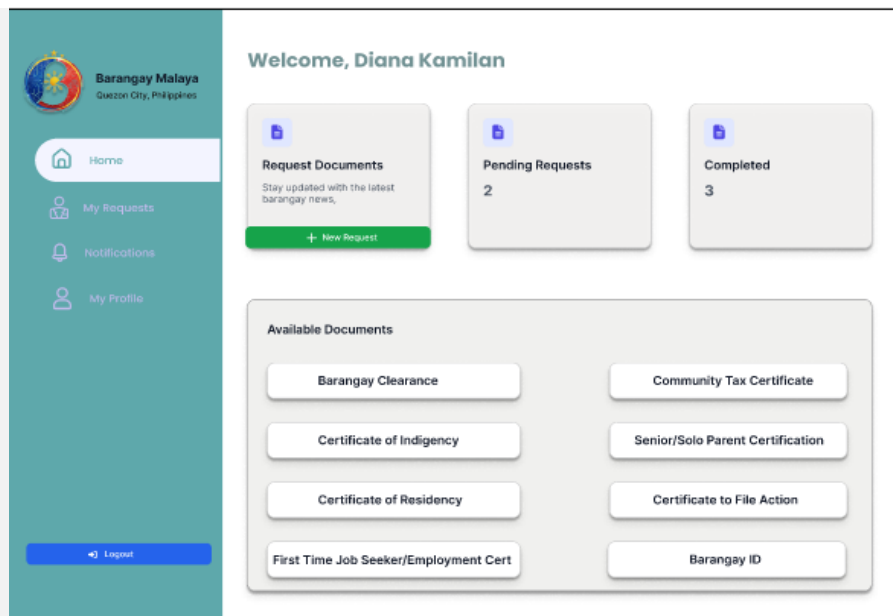 Barangay Malaya
Quezon City, Philippines
Home
My Requests
Notifications
My Profile
Logout
Welcome, Diana Kamilan
Request Documents
Stay updated with the latest
barangay news,
New Request
Pending Requests
2
Completed
3
Available Documents
Barangay Clearance
Community Tax Certificate
Certificate of Indigency
Senior/Solo Parent Certification
Certificate of Residency
Certificate to File Action
First Time Job Seeker/Employment Cert
Barangay ID